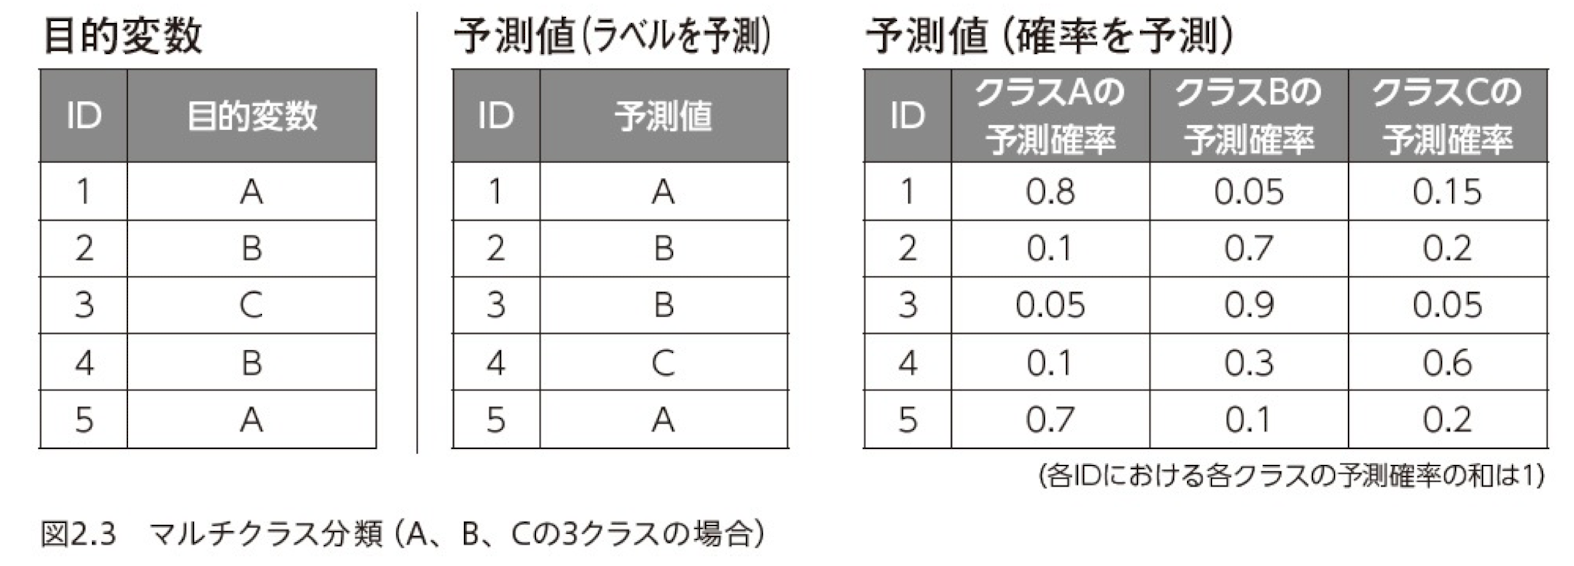 目的変数
ID 目的変数
1 A
2 B
3 C
4 B
5 A
予測値(ラベルを予測)
ID 予測値
1 A
2 B
3 B
4 C
5 A
予測値(確率を予測)
ID クラスAの予測確率 クラスBの予測確率 クラスCの予測確率
1 0.8 0.05 0.15
2 0.1 0.7 0.2
3 0.05 0.9 0.05
4 0.1 0.3 0.6
5 0.7 0.1 0.2
(各IDにおける各クラスの予測確率の和は1)
図2.3 マルチクラス分類(A、B、Cの3クラスの場合)